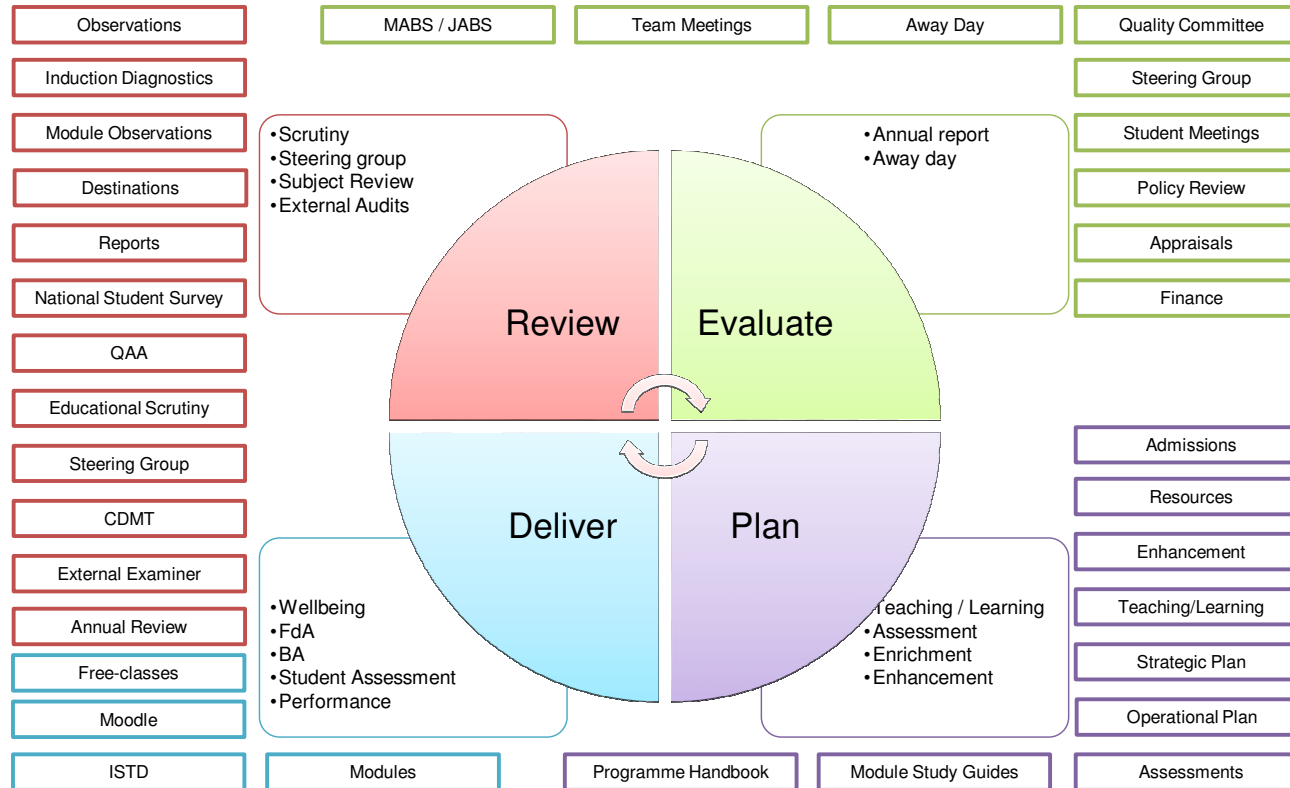 Observations
MABS / JABS
Team Meetings
Away Day
Quality Committee
Induction Diagnostics
Steering Group
Module Observations
Student Meetings
Destinations
Policy Review
Reports
Appraisals
National Student Survey
Finance
QAA
Educational Scrutiny
Steering Group
CDMT
External Examiner
Annual Review
•Scrutiny
•Steering group
•Subject Review
•External Audits
•Annual report
•Away day
Review
Evaluate
Deliver
Plan
•Wellbeing
•FdA
•BA
•Student Assessment
•Performance
Teaching / Learning
•Assessment
•Enrichment
•Enhancement
Admissions
Resources
Enhancement
Teaching/Learning
Strategic Plan
Operational Plan
Free-classes
Moodle
ISTD
Modules
Programme Handbook
Module Study Guides
Assessments